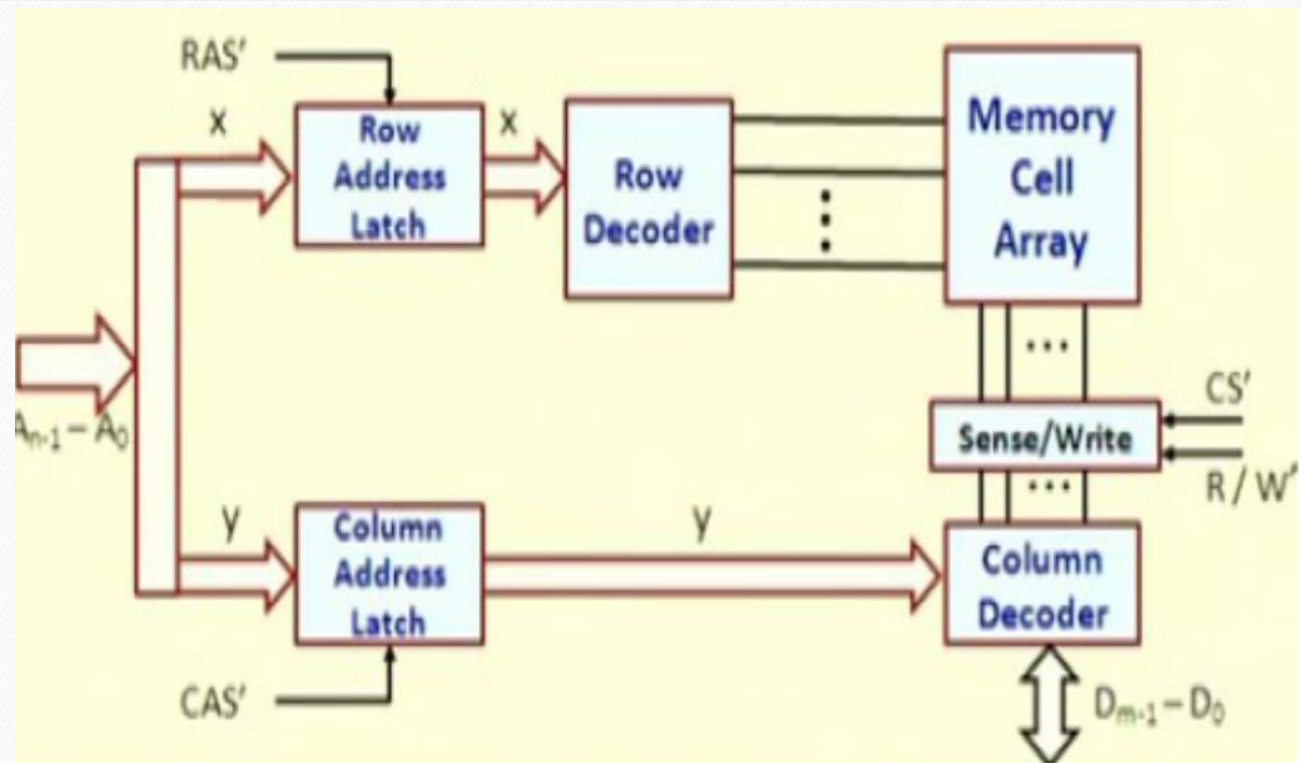 RAS'
x
x
Row
Address
Latch
Row
Decoder
Memory
Cell
Array
A_{n-1} – A_0
CS'
Sense/Write
R / W'
y
y
Column
Address
Latch
Column
Decoder
CAS'
D_{m-1} – D_0